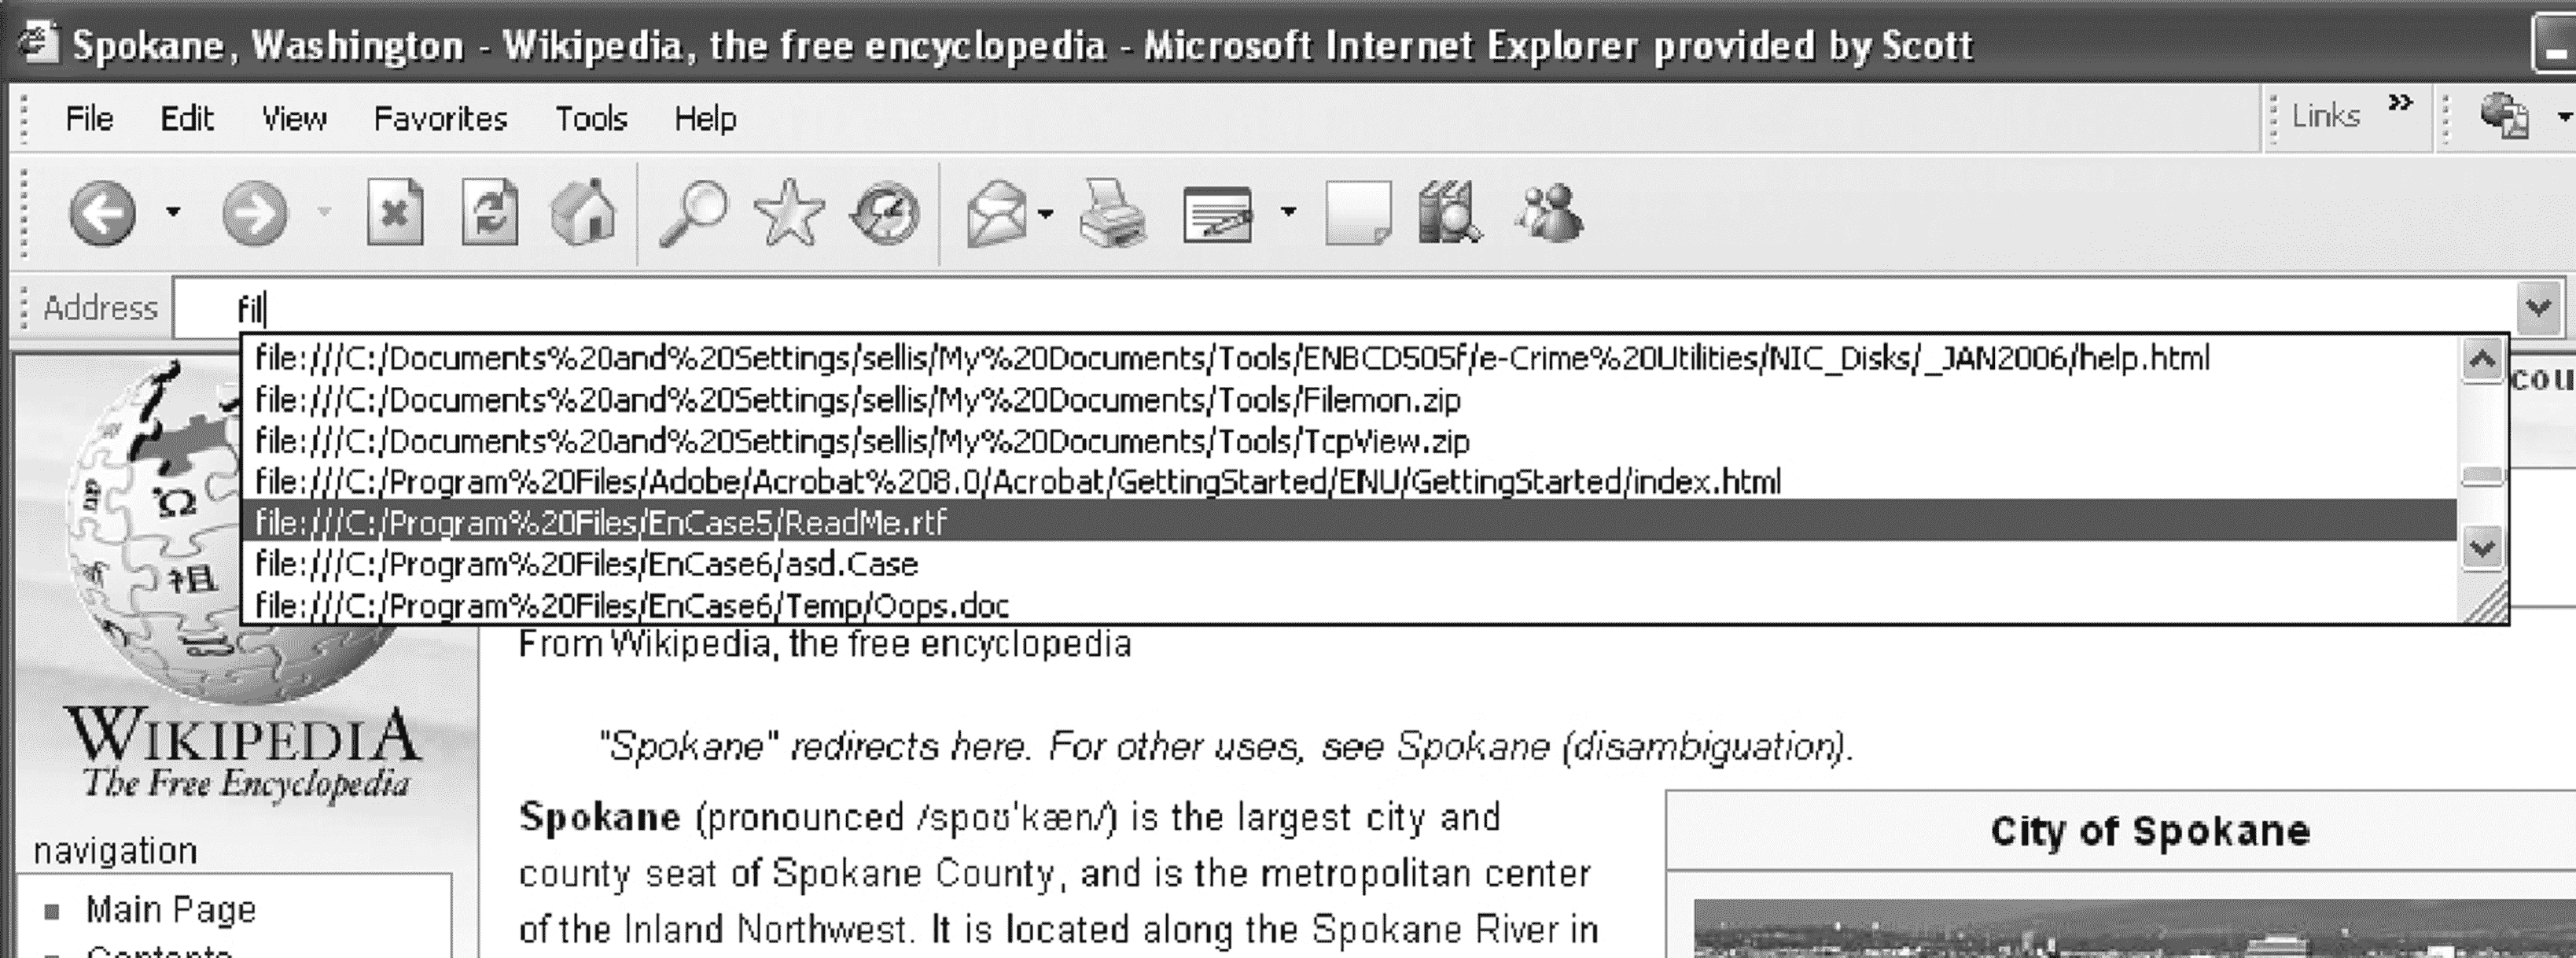 Spokane, Washington - Wikipedia, the free encyclopedia - Microsoft Internet Explorer provided by Scott
File Edit View Favorites Tools Help Links »
Address fil
file:///C:/Documents%20and%20Settings/sellis/My%20Documents/Tools/ENBCD505f/e-Crime%20Utilities/NIC_Disks/_JAN2006/help.html
file:///C:/Documents%20and%20Settings/sellis/My%20Documents/Tools/Filemon.zip
file:///C:/Documents%20and%20Settings/sellis/My%20Documents/Tools/TcpView.zip
file:///C:/Program%20Files/Adobe/Acrobat%208.0/Acrobat/GettingStarted/ENU/GettingStarted/index.html
file:///C:/Program%20Files/EnCase5/ReadMe.rtf
file:///C:/Program%20Files/EnCase6/asd.Case
file:///C:/Program%20Files/EnCase6/Temp/Oops.doc
From Wikipedia, the free encyclopedia
WIKIPEDIA
The Free Encyclopedia
"Spokane" redirects here. For other uses, see Spokane (disambiguation).
Spokane (pronounced /spoʊˈkæn/) is the largest city and
county seat of Spokane County, and is the metropolitan center
of the Inland Northwest. It is located along the Spokane River in
City of Spokane
navigation
Main Page